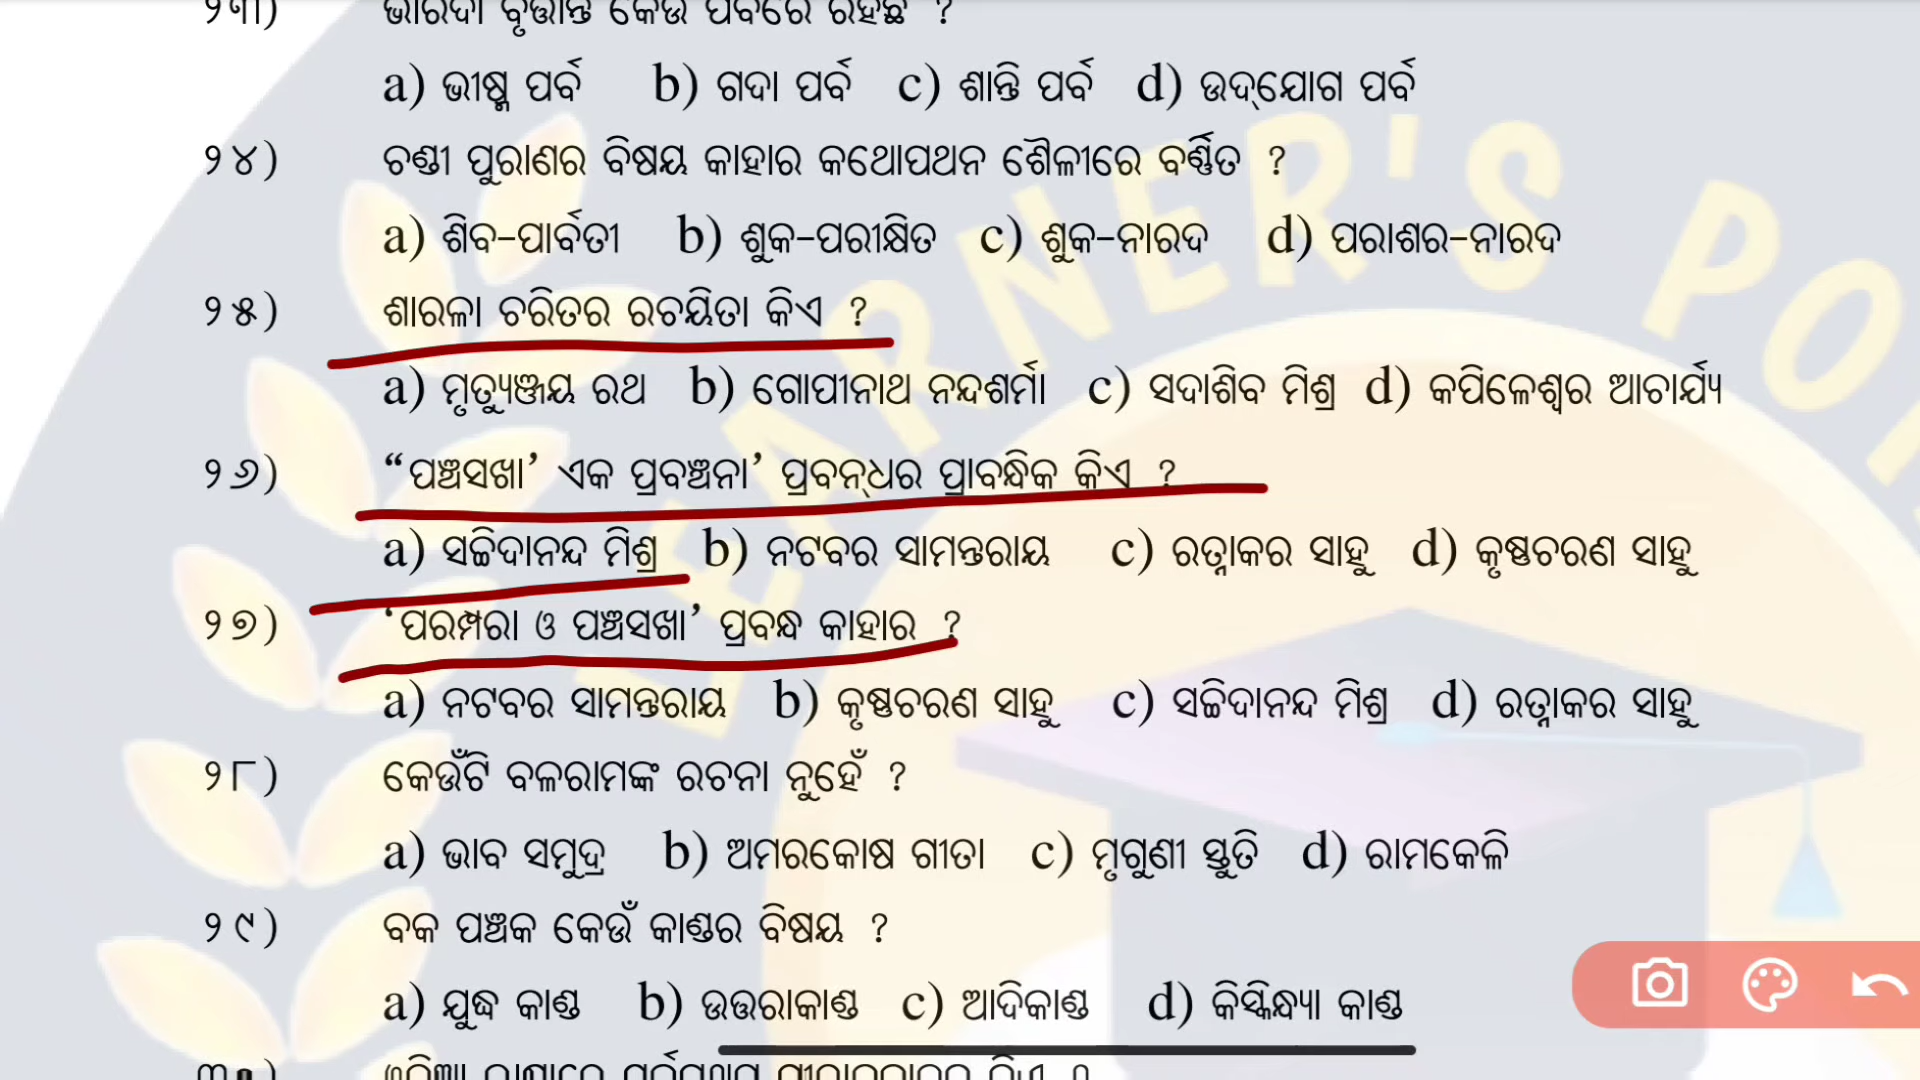 ୨୩) ଭାରଦୀ ବୃତ୍ତାନ୍ତ କେଉଁ ପର୍ବରେ ରହିଛି ?
a) ଭୀଷ୍ମ ପର୍ବ b) ଗଦା ପର୍ବ c) ଶାନ୍ତି ପର୍ବ d) ଉଦ୍‌ଯୋଗ ପର୍ବ
୨୪) ଚଣ୍ଡୀ ପୁରାଣର ବିଷୟ କାହାର କଥୋପଥନ ଶୈଳୀରେ ବର୍ଣ୍ଣିତ ?
a) ଶିବ-ପାର୍ବତୀ b) ଶୁକ-ପରୀକ୍ଷିତ c) ଶୁକ-ନାରଦ d) ପରାଶର-ନାରଦ
୨୫) ଶାରଳା ଚରିତର ରଚୟିତା କିଏ ?
a) ମୃତ୍ୟୁଞ୍ଜୟ ରଥ b) ଗୋପୀନାଥ ନନ୍ଦଶର୍ମା c) ସଦାଶିବ ମିଶ୍ର d) କପିଳେଶ୍ୱର ଆଚାର୍ଯ୍ୟ
୨୬) “ପଞ୍ଚସଖା’ ଏକ ପ୍ରବଞ୍ଚନା’ ପ୍ରବନ୍‌ଧର ପ୍ରାବନ୍ଧିକ କିଏ ?
a) ସଚ୍ଚିଦାନନ୍ଦ ମିଶ୍ର b) ନଟବର ସାମନ୍ତରାୟ c) ରତ୍ନାକର ସାହୁ d) କୃଷ୍ଣଚରଣ ସାହୁ
୨୭) ‘ପରମ୍ପରା ଓ ପଞ୍ଚସଖା’ ପ୍ରବନ୍ଧ କାହାର ?
a) ନଟବର ସାମନ୍ତରାୟ b) କୃଷ୍ଣଚରଣ ସାହୁ c) ସଚ୍ଚିଦାନନ୍ଦ ମିଶ୍ର d) ରତ୍ନାକର ସାହୁ
୨୮) କେଉଁଟି ବଳରାମଙ୍କ ରଚନା ନୁହେଁ ?
a) ଭାବ ସମୁଦ୍ର b) ଅମରକୋଷ ଗୀତା c) ମୃଗୁଣୀ ସ୍ତୁତି d) ରାମକେଳି
୨୯) ବକ ପଞ୍ଚକ କେଉଁ କାଣ୍ଡର ବିଷୟ ?
a) ଯୁଦ୍ଧ କାଣ୍ଡ b) ଉତ୍ତରାକାଣ୍ଡ c) ଆଦିକାଣ୍ଡ d) କିସ୍କିନ୍ଧ୍ୟା କାଣ୍ଡ
LEARNER'S